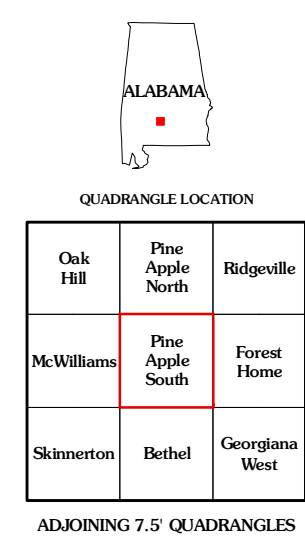 ALABAMA
QUADRANGLE LOCATION
Oak
Hill
Pine
Apple
North
Ridgeville
McWilliams
Pine
Apple
South
Forest
Home
Skinnerton
Bethel
Georgiana
West
ADJOINING 7.5' QUADRANGLES